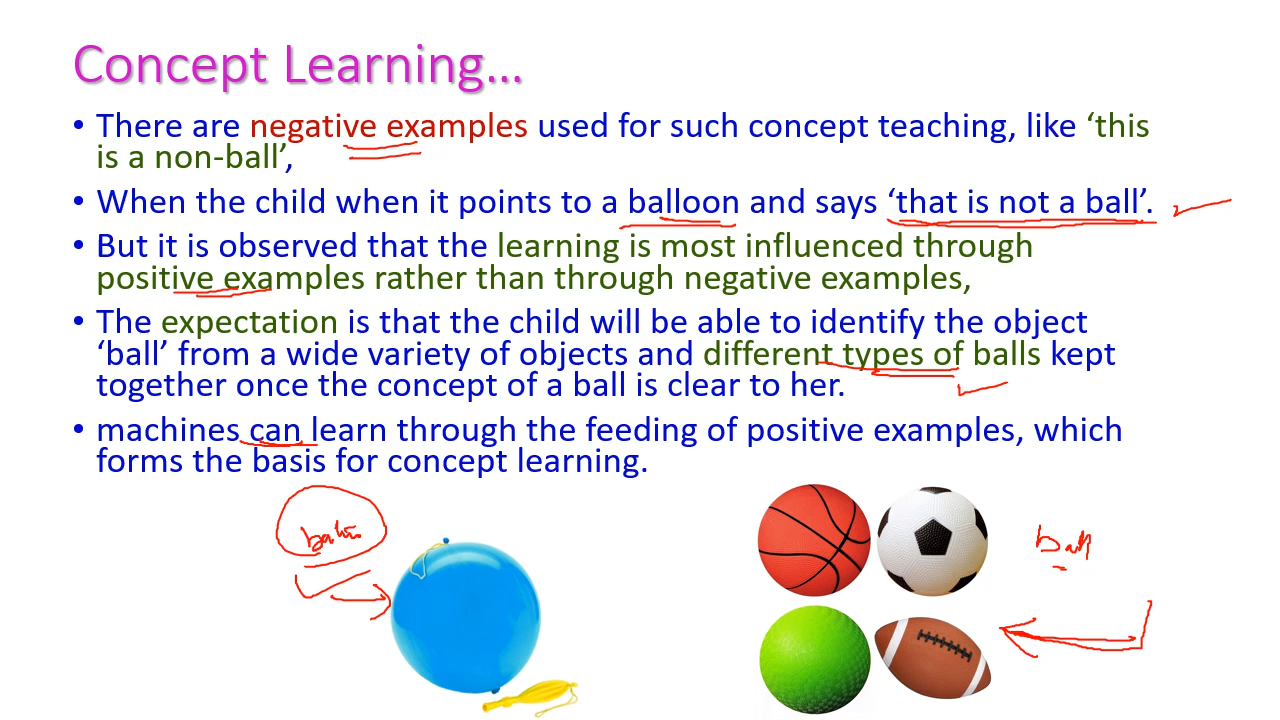 Concept Learning...
• There are negative examples used for such concept teaching, like ‘this
is a non-ball’,
• When the child when it points to a balloon and says ‘that is not a ball’.
• But it is observed that the learning is most influenced through
positive examples rather than through negative examples,
• The expectation is that the child will be able to identify the object
‘ball’ from a wide variety of objects and different types of balls kept
together once the concept of a ball is clear to her.
• machines can learn through the feeding of positive examples, which
forms the basis for concept learning.
ball